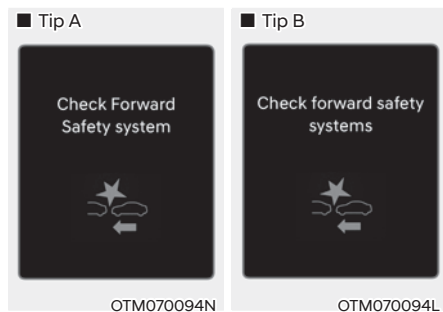 ■ Tip A
Check Forward
Safety system
OTM070094N
■ Tip B
Check forward safety
systems
OTM070094L